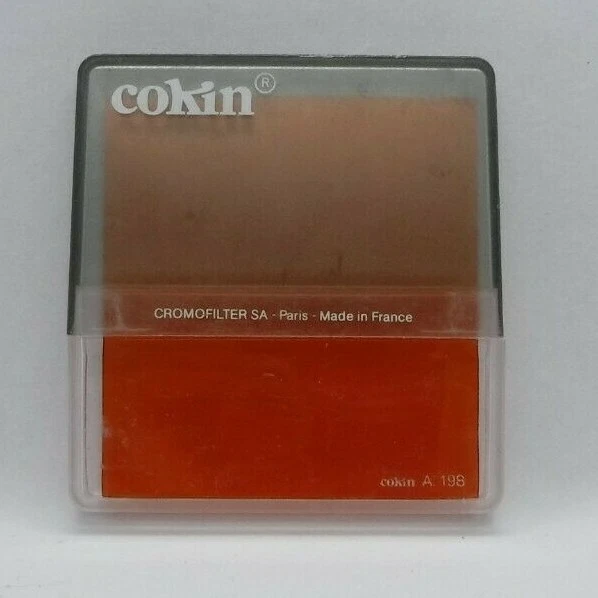 cokin®
CROMOFILTER SA - Paris - Made in France
cokin A. 198